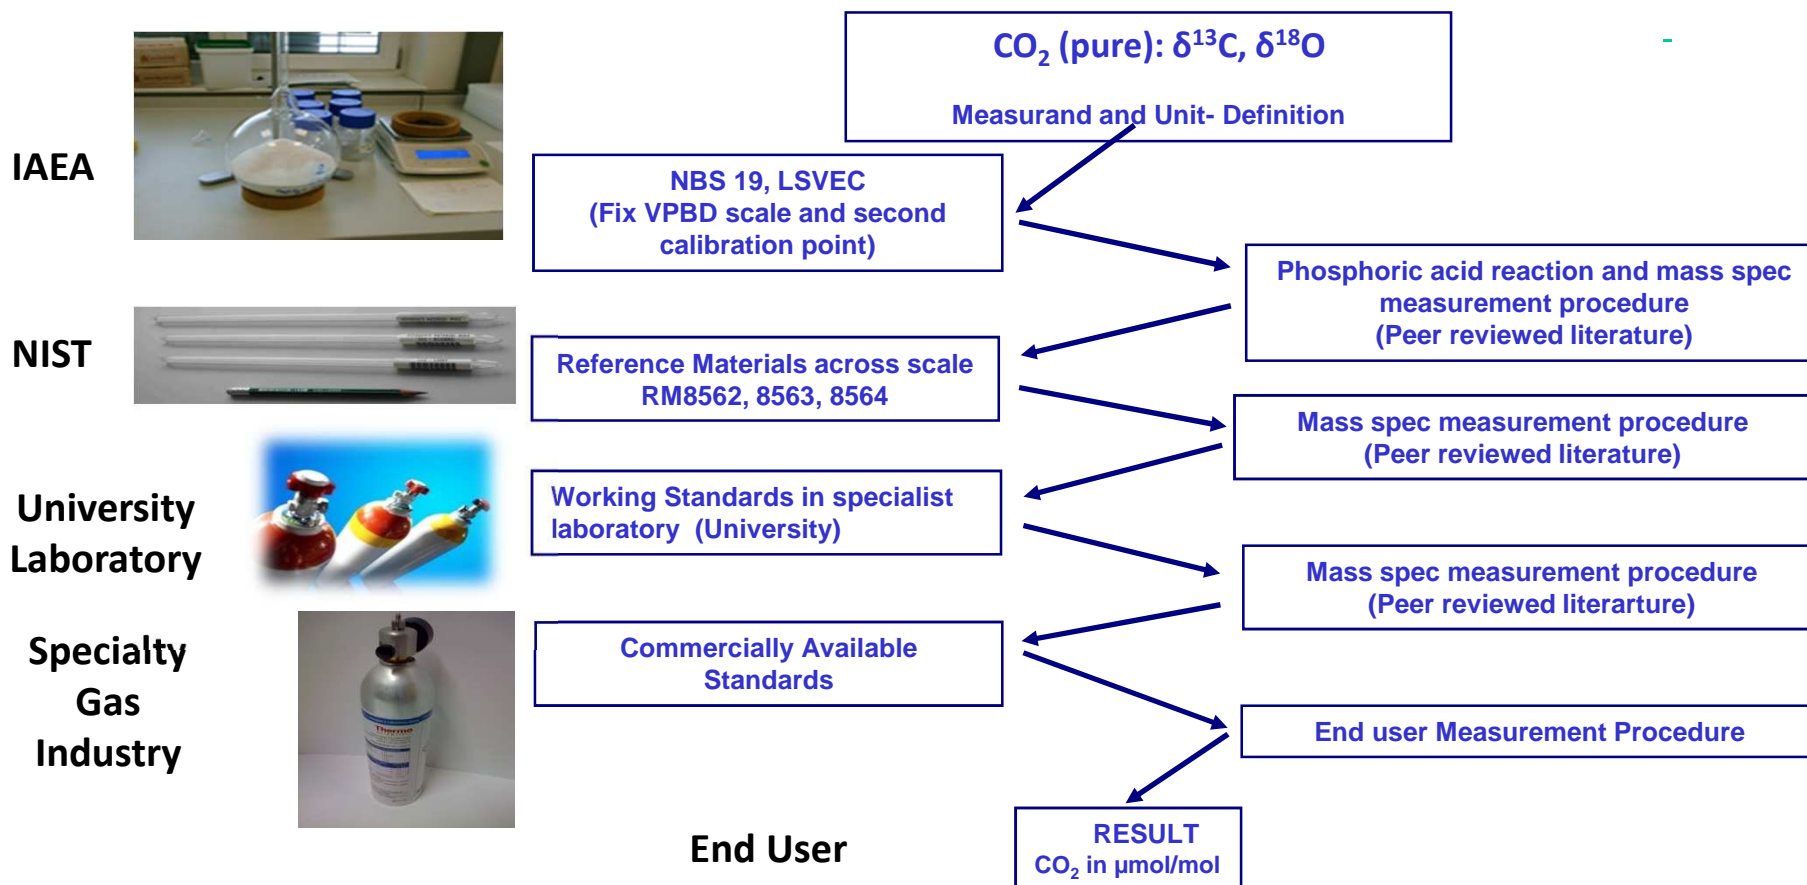 CO₂ (pure): δ¹³C, δ¹⁸O
Measurand and Unit- Definition
IAEA
NBS 19, LSVEC
(Fix VPBD scale and second
calibration point)
Phosphoric acid reaction and mass spec
measurement procedure
(Peer reviewed literature)
NIST
Reference Materials across scale
RM8562, 8563, 8564
Mass spec measurement procedure
(Peer reviewed literature)
University
Laboratory
Working Standards in specialist
laboratory (University)
Mass spec measurement procedure
(Peer reviewed literarture)
Specialty
Gas
Industry
Thermo
Commercially Available
Standards
End user Measurement Procedure
End User
RESULT
CO₂ in µmol/mol